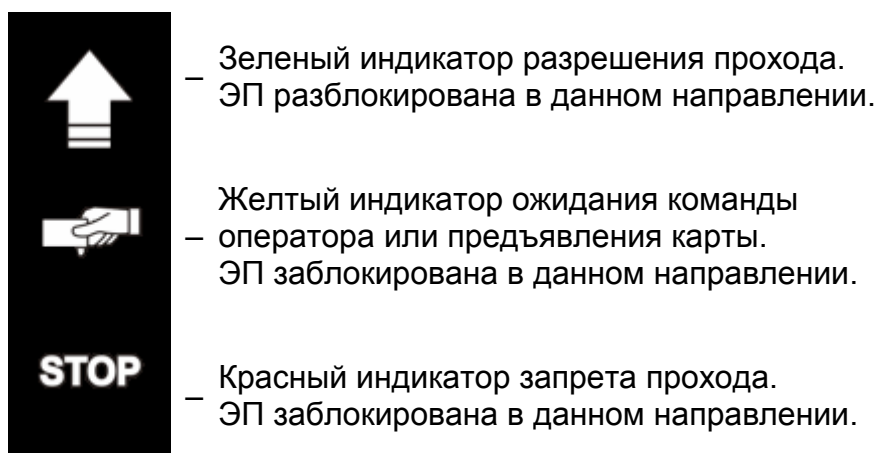 – Зеленый индикатор разрешения прохода.
ЭП разблокирована в данном направлении.
Желтый индикатор ожидания команды
– оператора или предъявления карты.
ЭП заблокирована в данном направлении.
STOP
– Красный индикатор запрета прохода.
ЭП заблокирована в данном направлении.